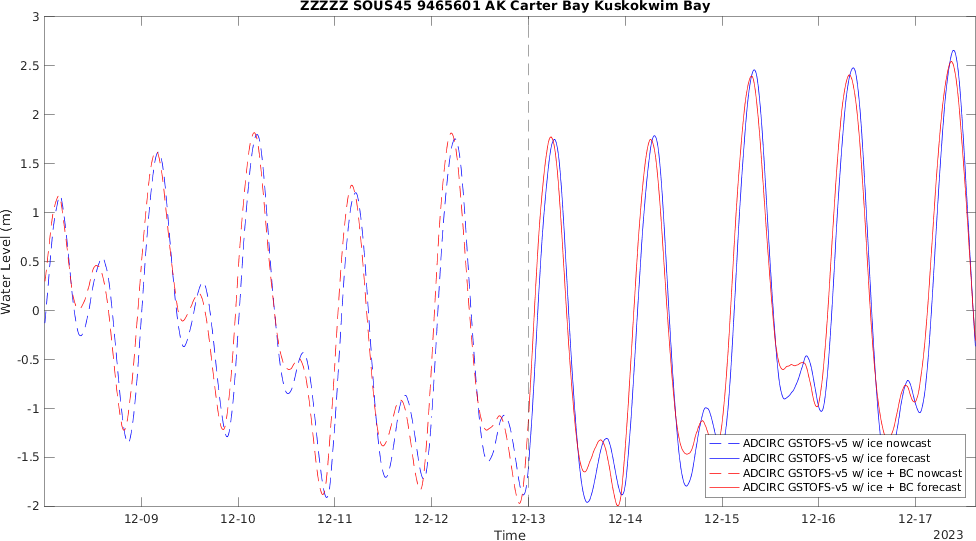 ZZZZZ SOUS45 9465601 AK Carter Bay Kuskokwim Bay
3
2.5
2
1.5
1
0.5
0
-0.5
-1
-1.5
-2
Water Level (m)
ADCIRC GSTOFS-v5 w/ ice nowcast
ADCIRC GSTOFS-v5 w/ ice forecast
ADCIRC GSTOFS-v5 w/ ice + BC nowcast
ADCIRC GSTOFS-v5 w/ ice + BC forecast
12-09 12-10 12-11 12-12 12-13 12-14 12-15 12-16 12-17
Time
2023